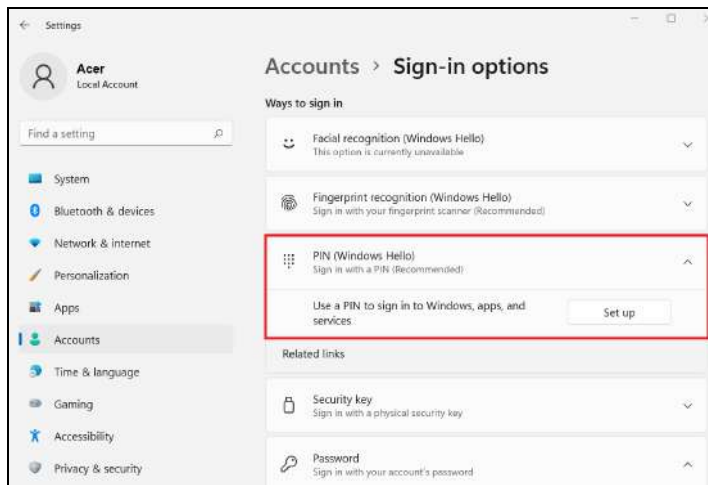 Settings
Acer
Local Account
Find a setting
System
Bluetooth & devices
Network & internet
Personalization
Apps
Accounts
Time & language
Gaming
Accessibility
Privacy & security
Accounts > Sign-in options
Ways to sign in
Facial recognition (Windows Hello)
This option is currently unavailable
Fingerprint recognition (Windows Hello)
Sign in with your fingerprint scanner (Recommended)
PIN (Windows Hello)
Sign in with a PIN (Recommended)
Use a PIN to sign in to Windows, apps, and
services
Set up
Related links
Security key
Sign in with a physical security key
Password
Sign in with your account's password